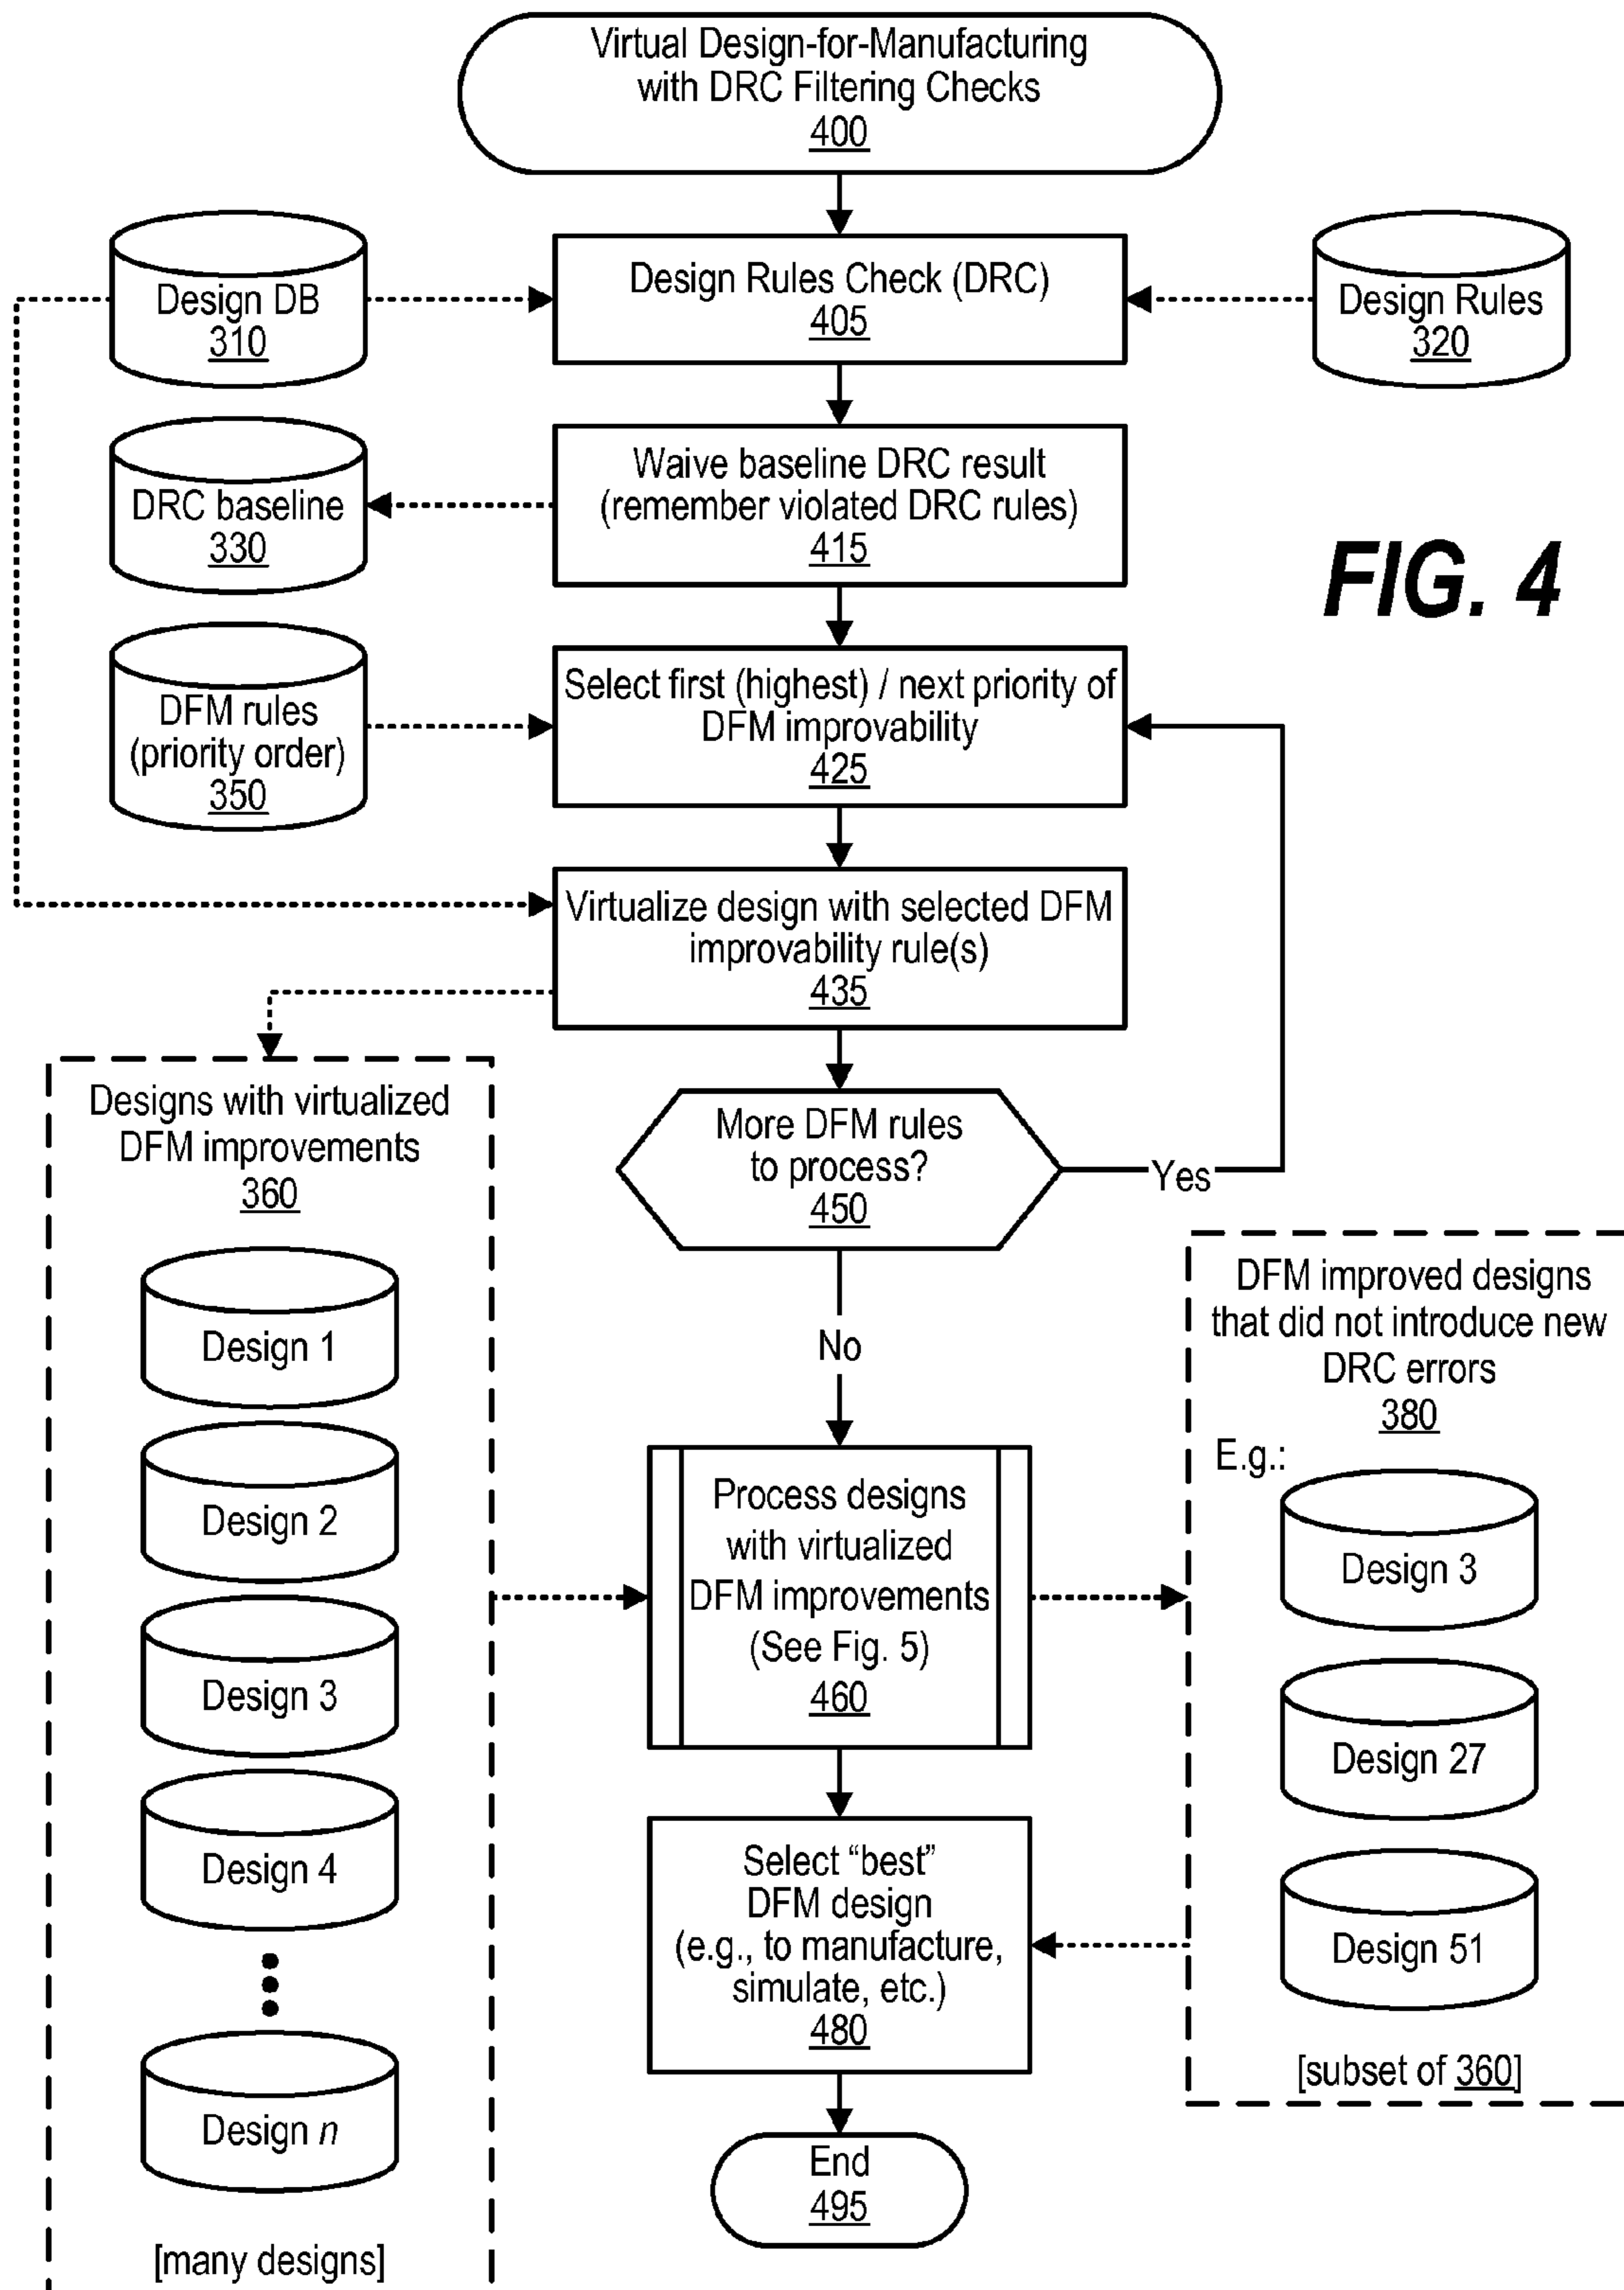 Virtual Design-for-Manufacturing
with DRC Filtering Checks
400
Design DB
310
Design Rules Check (DRC)
405
Design Rules
320
DRC baseline
330
Waive baseline DRC result
(remember violated DRC rules)
415
FIG. 4
DFM rules
(priority order)
350
Select first (highest) / next priority of
DFM improvability
425
Virtualize design with selected DFM
improvability rule(s)
435
Designs with virtualized
DFM improvements
360
More DFM rules
to process?
450
Yes
No
Design 1
Design 2
Design 3
Design 4
Design n
[many designs]
Process designs
with virtualized
DFM improvements
(See Fig. 5)
460
DFM improved designs
that did not introduce new
DRC errors
380
E.g.:
Design 3
Design 27
Design 51
[subset of 360]
Select “best”
DFM design
(e.g., to manufacture,
simulate, etc.)
480
End
495